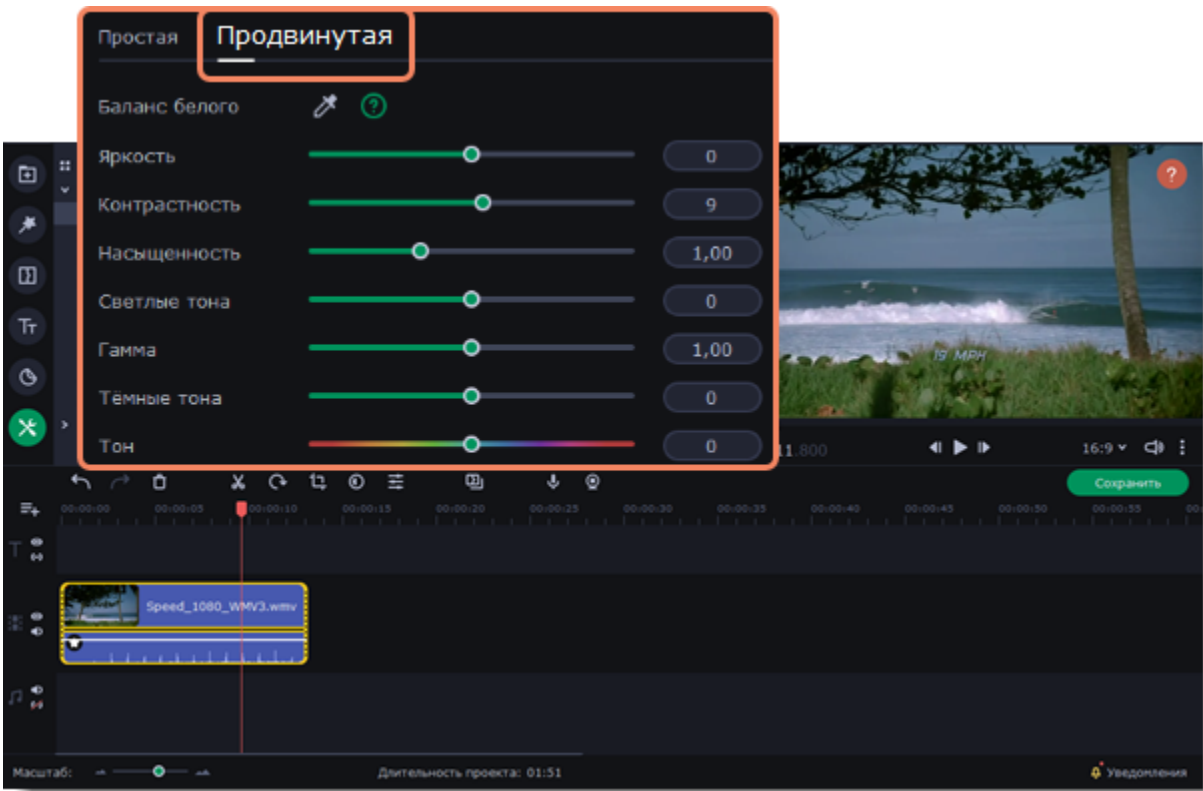 Простая Продвинутая
Баланс белого ?
Яркость 0
Контрастность 9
Насыщенность 1,00
Светлые тона 0
Гамма 1,00
Тёмные тона 0
Тон 0
?
19 MPH
11.800
16:9
Сохранить
00:00:00 00:00:05 00:00:10 00:00:15 00:00:20 00:00:25 00:00:30 00:00:35 00:00:40 00:00:45 00:00:50 00:00:55
Speed_1080_WMV3.wmv
Масштаб: Длительность проекта: 01:51 Уведомления